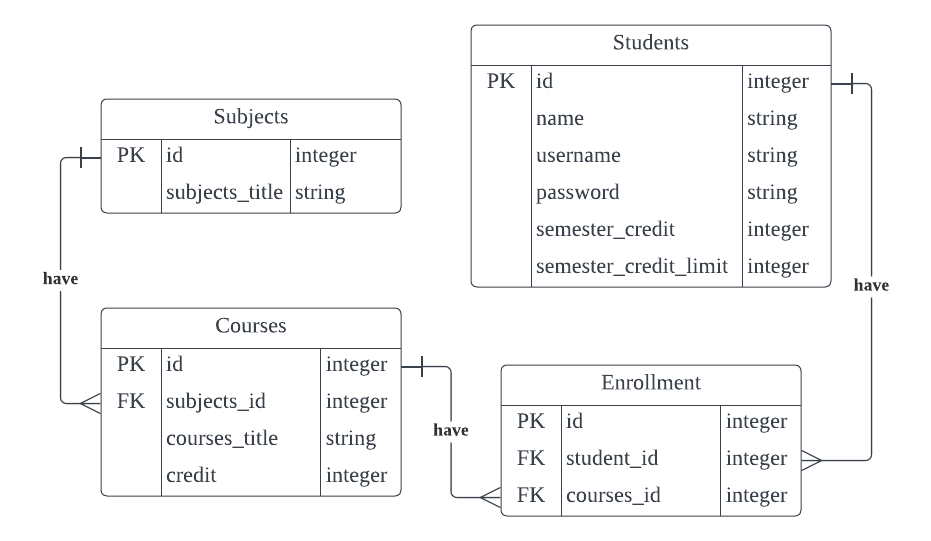 Students
PK id integer
name string
username string
password string
semester_credit integer
semester_credit_limit integer
Subjects
PK id integer
subjects_title string
have
have
Courses
PK id integer
FK subjects_id integer
courses_title string
credit integer
have
Enrollment
PK id integer
FK student_id integer
FK courses_id integer